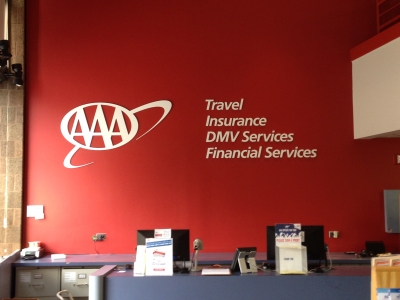 AAA
Travel
Insurance
DMV Services
Financial Services